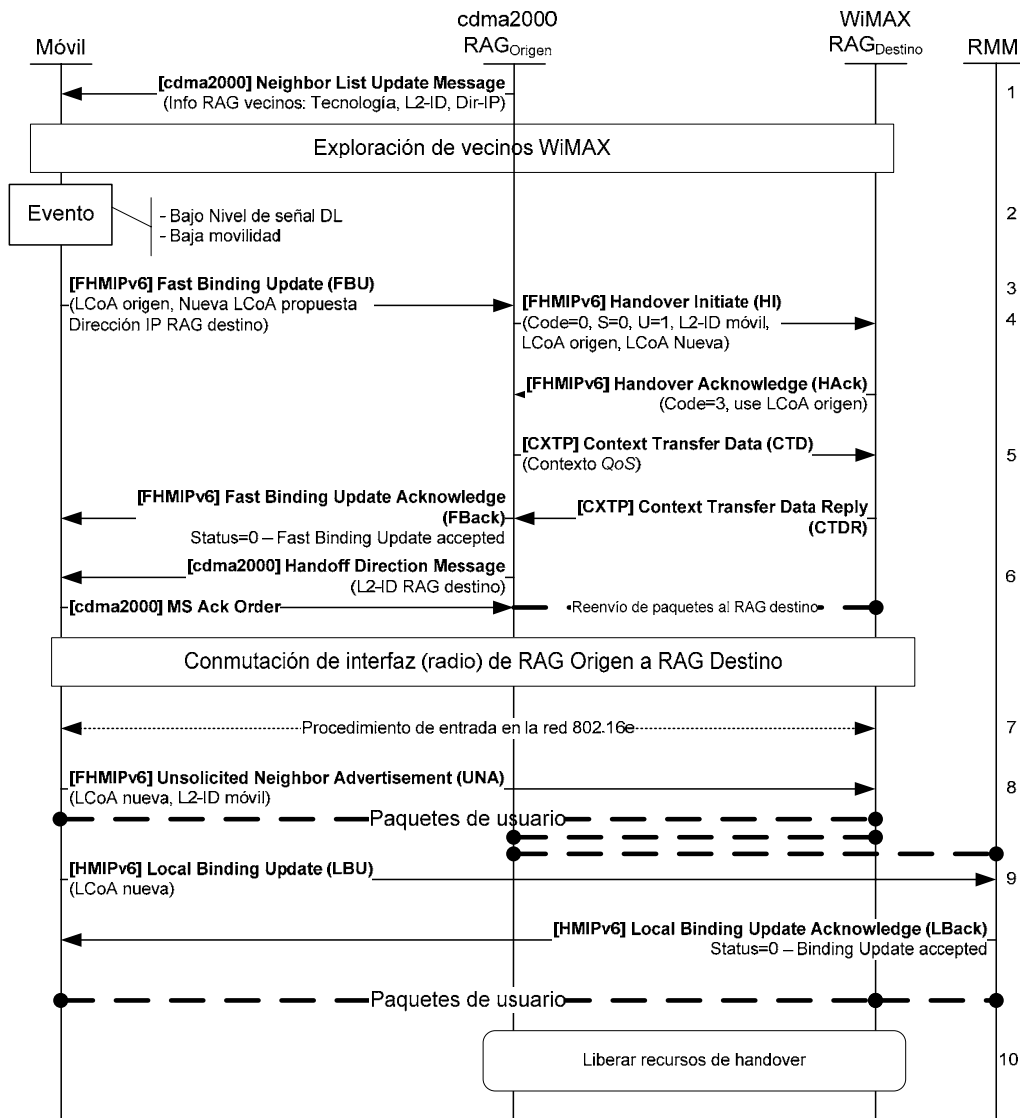 cdma2000
RAG Origen
WiMAX
RAG Destino
Móvil
RMM
[cdma2000] Neighbor List Update Message
(Info RAG vecinos: Tecnología, L2-ID, Dir-IP)
1
Exploración de vecinos WiMAX
Evento
- Bajo Nivel de señal DL
- Baja movilidad
2
[FHMIPv6] Fast Binding Update (FBU)
(LCoA origen, Nueva LCoA propuesta
Dirección IP RAG destino)
3
[FHMIPv6] Handover Initiate (HI)
(Code=0, S=0, U=1, L2-ID móvil,
LCoA origen, LCoA Nueva)
4
[FHMIPv6] Handover Acknowledge (HAck)
(Code=3, use LCoA origen)
[CXTP] Context Transfer Data (CTD)
(Contexto QoS)
5
[FHMIPv6] Fast Binding Update Acknowledge
(FBack)
Status=0 – Fast Binding Update accepted
[CXTP] Context Transfer Data Reply
(CTDR)
[cdma2000] Handoff Direction Message
(L2-ID RAG destino)
6
[cdma2000] MS Ack Order
Reenvío de paquetes al RAG destino
Conmutación de interfaz (radio) de RAG Origen a RAG Destino
Procedimiento de entrada en la red 802.16e
7
[FHMIPv6] Unsolicited Neighbor Advertisement (UNA)
(LCoA nueva, L2-ID móvil)
8
Paquetes de usuario
[HMIPv6] Local Binding Update (LBU)
(LCoA nueva)
9
[HMIPv6] Local Binding Update Acknowledge (LBack)
Status=0 – Binding Update accepted
Paquetes de usuario
Liberar recursos de handover
10